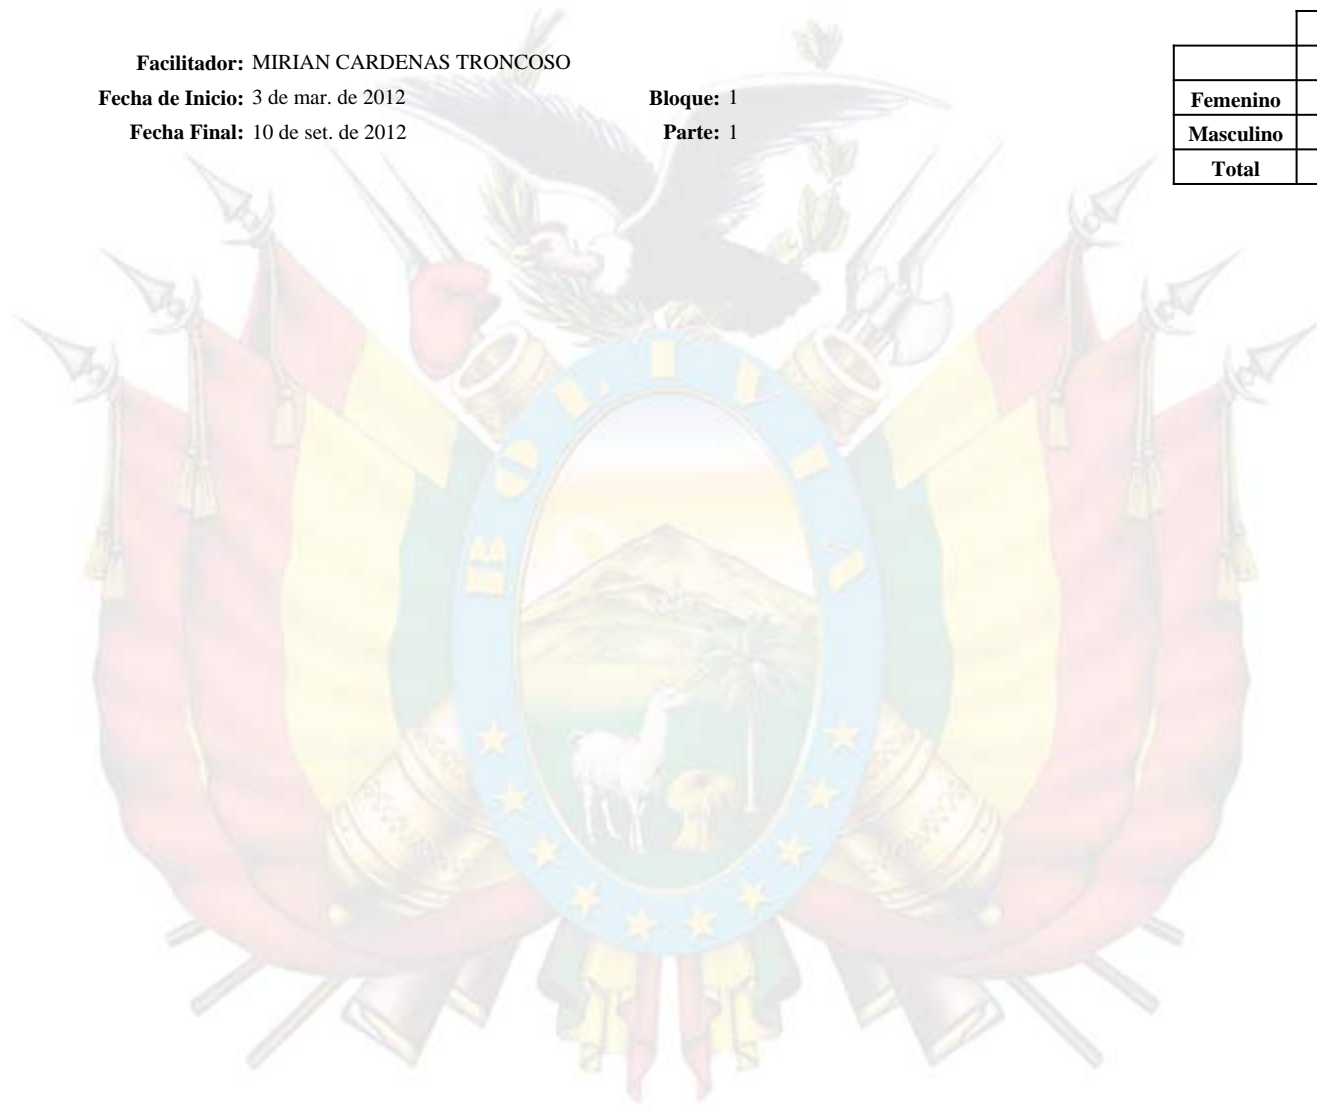 Facilitador: MIRIAN CARDENAS TRONCOSO
Fecha de Inicio: 3 de mar. de 2012 Bloque: 1
Fecha Final: 10 de set. de 2012 Parte: 1
Femenino
Masculino
Total
BOLIVIA